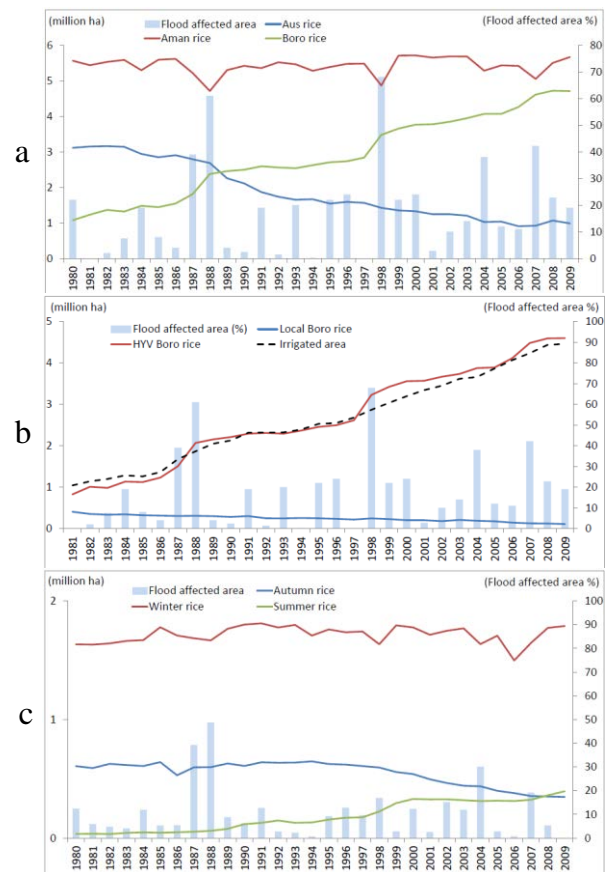 (million ha) (Flood affected area %)
Flood affected area Aus rice
Aman rice Boro rice
6 80
70
5
60
4
50
a
3 40
30
2
20
1
10
0 0
1980 1981 1982 1983 1984 1985 1986 1987 1988 1989 1990 1991 1992 1993 1994 1995 1996 1997 1998 1999 2000 2001 2002 2003 2004 2005 2006 2007 2008 2009
(million ha) (Flood affected area %)
5 100
Flood affected area (%) Local Boro rice
90
HYV Boro rice Irrigated area
4 80
70
3 60
b
50
2 40
30
1 20
10
0 0
1981 1982 1983 1984 1985 1986 1987 1988 1989 1990 1991 1992 1993 1994 1995 1996 1997 1998 1999 2000 2001 2002 2003 2004 2005 2006 2007 2008 2009
(million ha) (Flood affected area %)
Flood affected area Autumn rice
2 100
Winter rice Summer rice
90
80
70
60
c
1 50
40
30
20
10
0 0
1980 1981 1982 1983 1984 1985 1986 1987 1988 1989 1990 1991 1992 1993 1994 1995 1996 1997 1998 1999 2000 2001 2002 2003 2004 2005 2006 2007 2008 2009